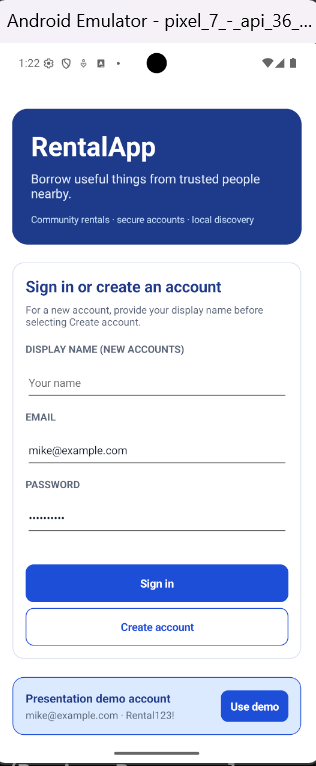 Android Emulator - pixel_7_-_api_36_...
1:22
RentalApp
Borrow useful things from trusted people
nearby.
Community rentals · secure accounts · local discovery
Sign in or create an account
For a new account, provide your display name before
selecting Create account.
DISPLAY NAME (NEW ACCOUNTS)
Your name
EMAIL
mike@example.com
PASSWORD
••••••••••
Sign in
Create account
Presentation demo account
mike@example.com · Rental123!
Use demo